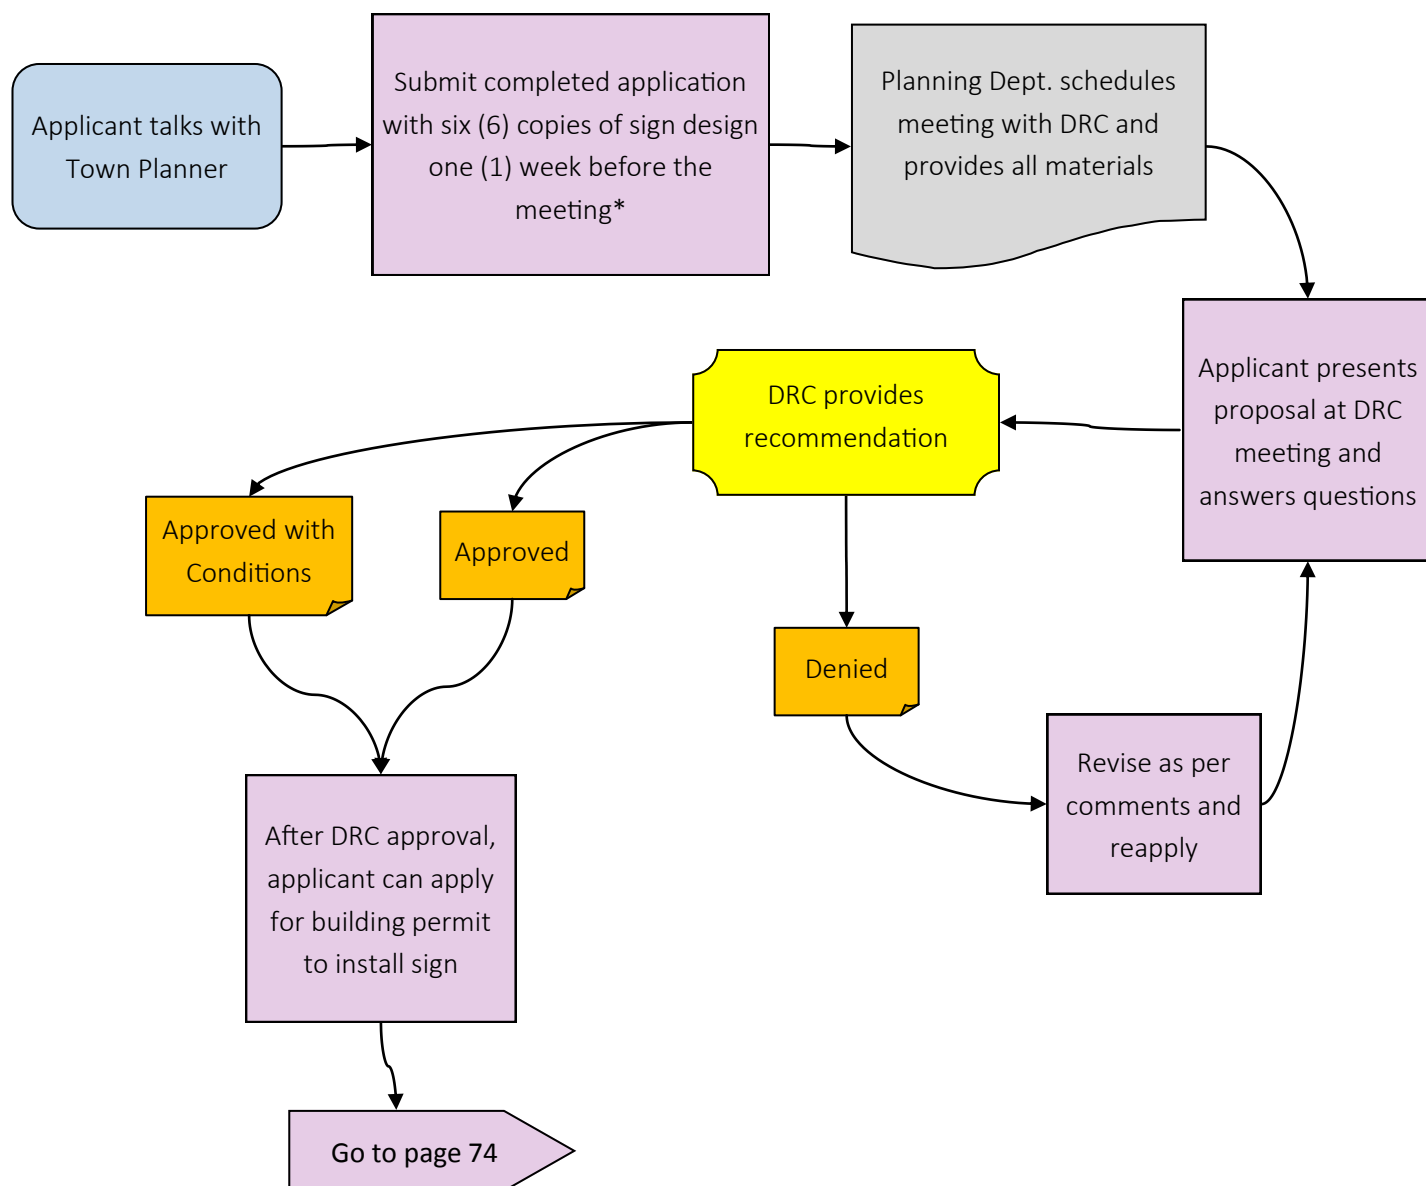 Applicant talks with
Town Planner
Submit completed application
with six (6) copies of sign design
one (1) week before the
meeting*
Planning Dept. schedules
meeting with DRC and
provides all materials
Applicant presents
proposal at DRC
meeting and
answers questions
DRC provides
recommendation
Approved with
Conditions
Approved
Denied
Revise as per
comments and
reapply
After DRC approval,
applicant can apply
for building permit
to install sign
Go to page 74